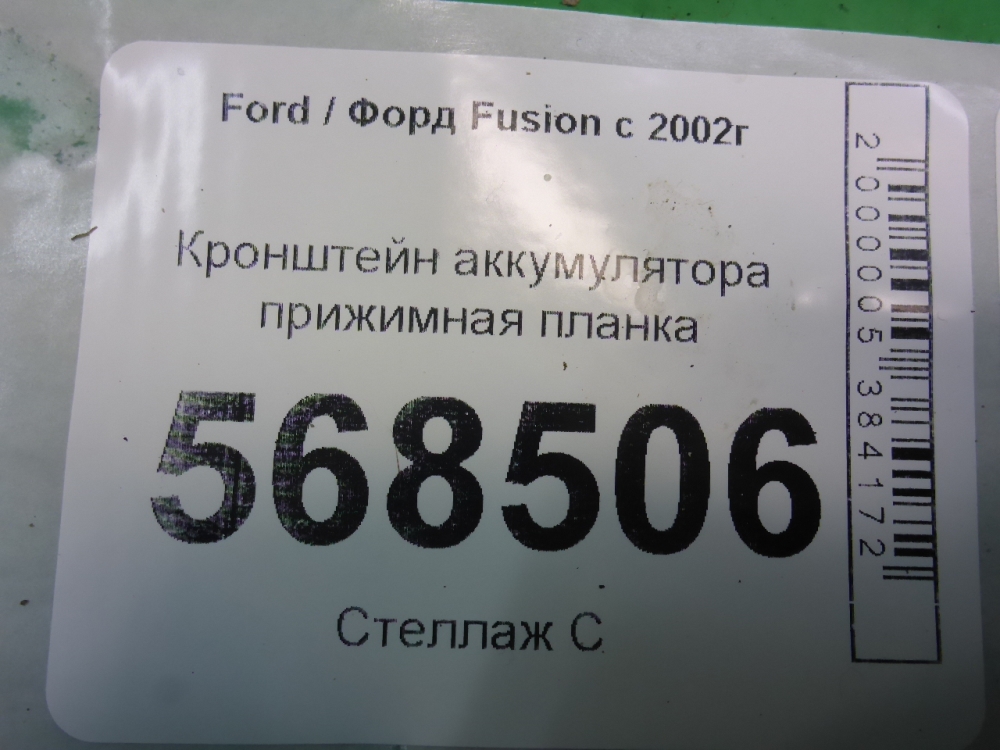 Ford / Форд Fusion с 2002г
Кронштейн аккумулятора
прижимная планка
568506
Стеллаж С
2000005384172